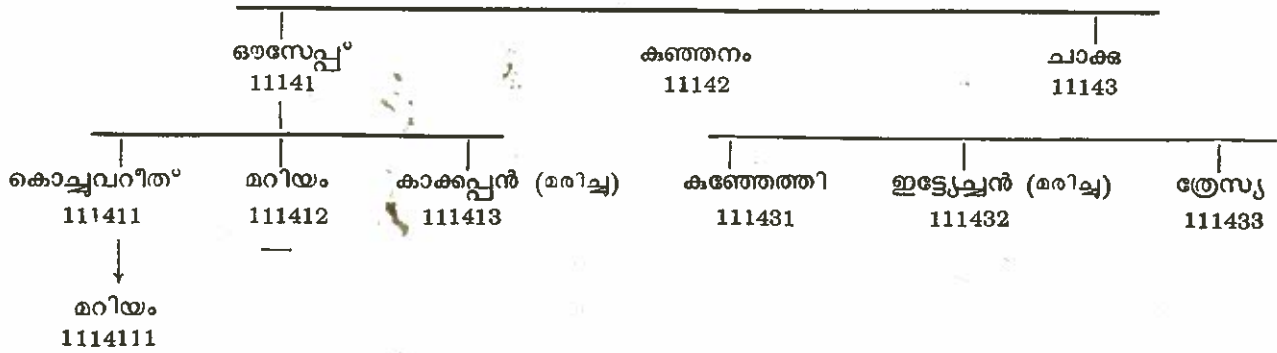 ഔസേപ്പ് കുഞ്ഞനം ചാക്കു
11141 11142 11143
കൊച്ചുവറീത് മറിയം കാക്കപ്പൻ (മരിച്ചു) കുഞ്ഞേത്തി ഇട്ട്യേച്ചൻ (മരിച്ചു) ത്രേസ്യ
111411 111412 111413 111431 111432 111433
മറിയം
1114111